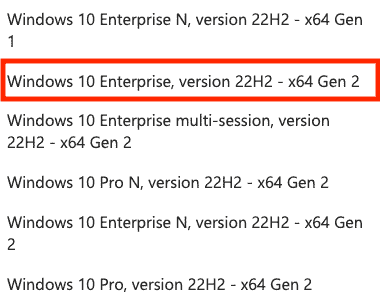 Windows 10 Enterprise N, version 22H2 - x64 Gen
1
Windows 10 Enterprise, version 22H2 - x64 Gen 2
Windows 10 Enterprise multi-session, version
22H2 - x64 Gen 2
Windows 10 Pro N, version 22H2 - x64 Gen 2
Windows 10 Enterprise N, version 22H2 - x64 Gen
2
Windows 10 Pro, version 22H2 - x64 Gen 2